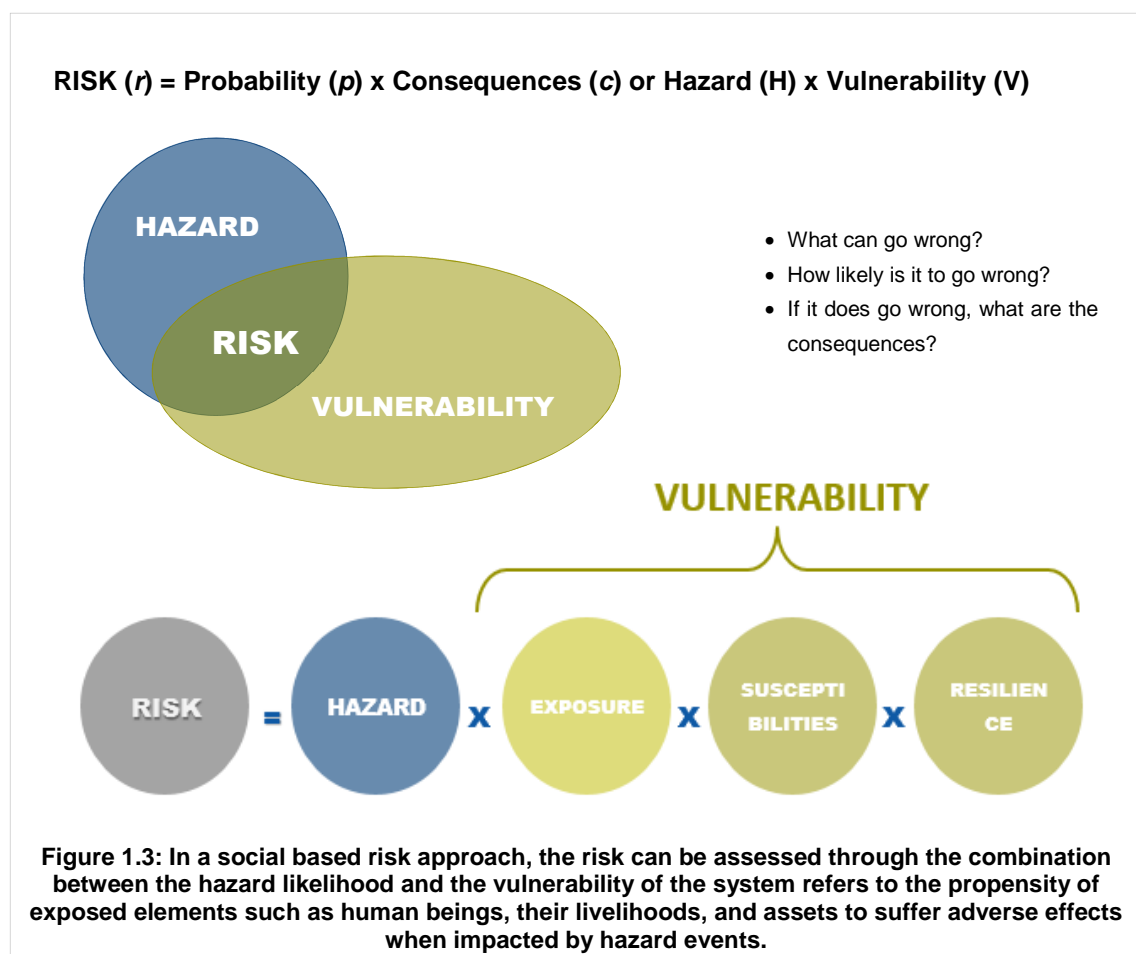 RISK (r) = Probability (p) x Consequences (c) or Hazard (H) x Vulnerability (V)
HAZARD
RISK
VULNERABILITY
• What can go wrong?
• How likely is it to go wrong?
• If it does go wrong, what are the
consequences?
VULNERABILITY
RISK = HAZARD x EXPOSURE x SUSCEPTI
BILITIES x RESILIEN
CE
Figure 1.3: In a social based risk approach, the risk can be assessed through the combination
between the hazard likelihood and the vulnerability of the system refers to the propensity of
exposed elements such as human beings, their livelihoods, and assets to suffer adverse effects
when impacted by hazard events.